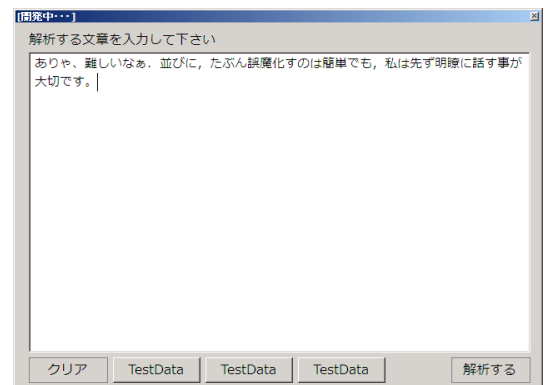 [開発中･･･]
解析する文章を入力して下さい
ありゃ、難しいなぁ．並びに，たぶん誤魔化すのは簡単でも，私は先ず明瞭に話す事が
大切です。
クリア TestData TestData TestData 解析する